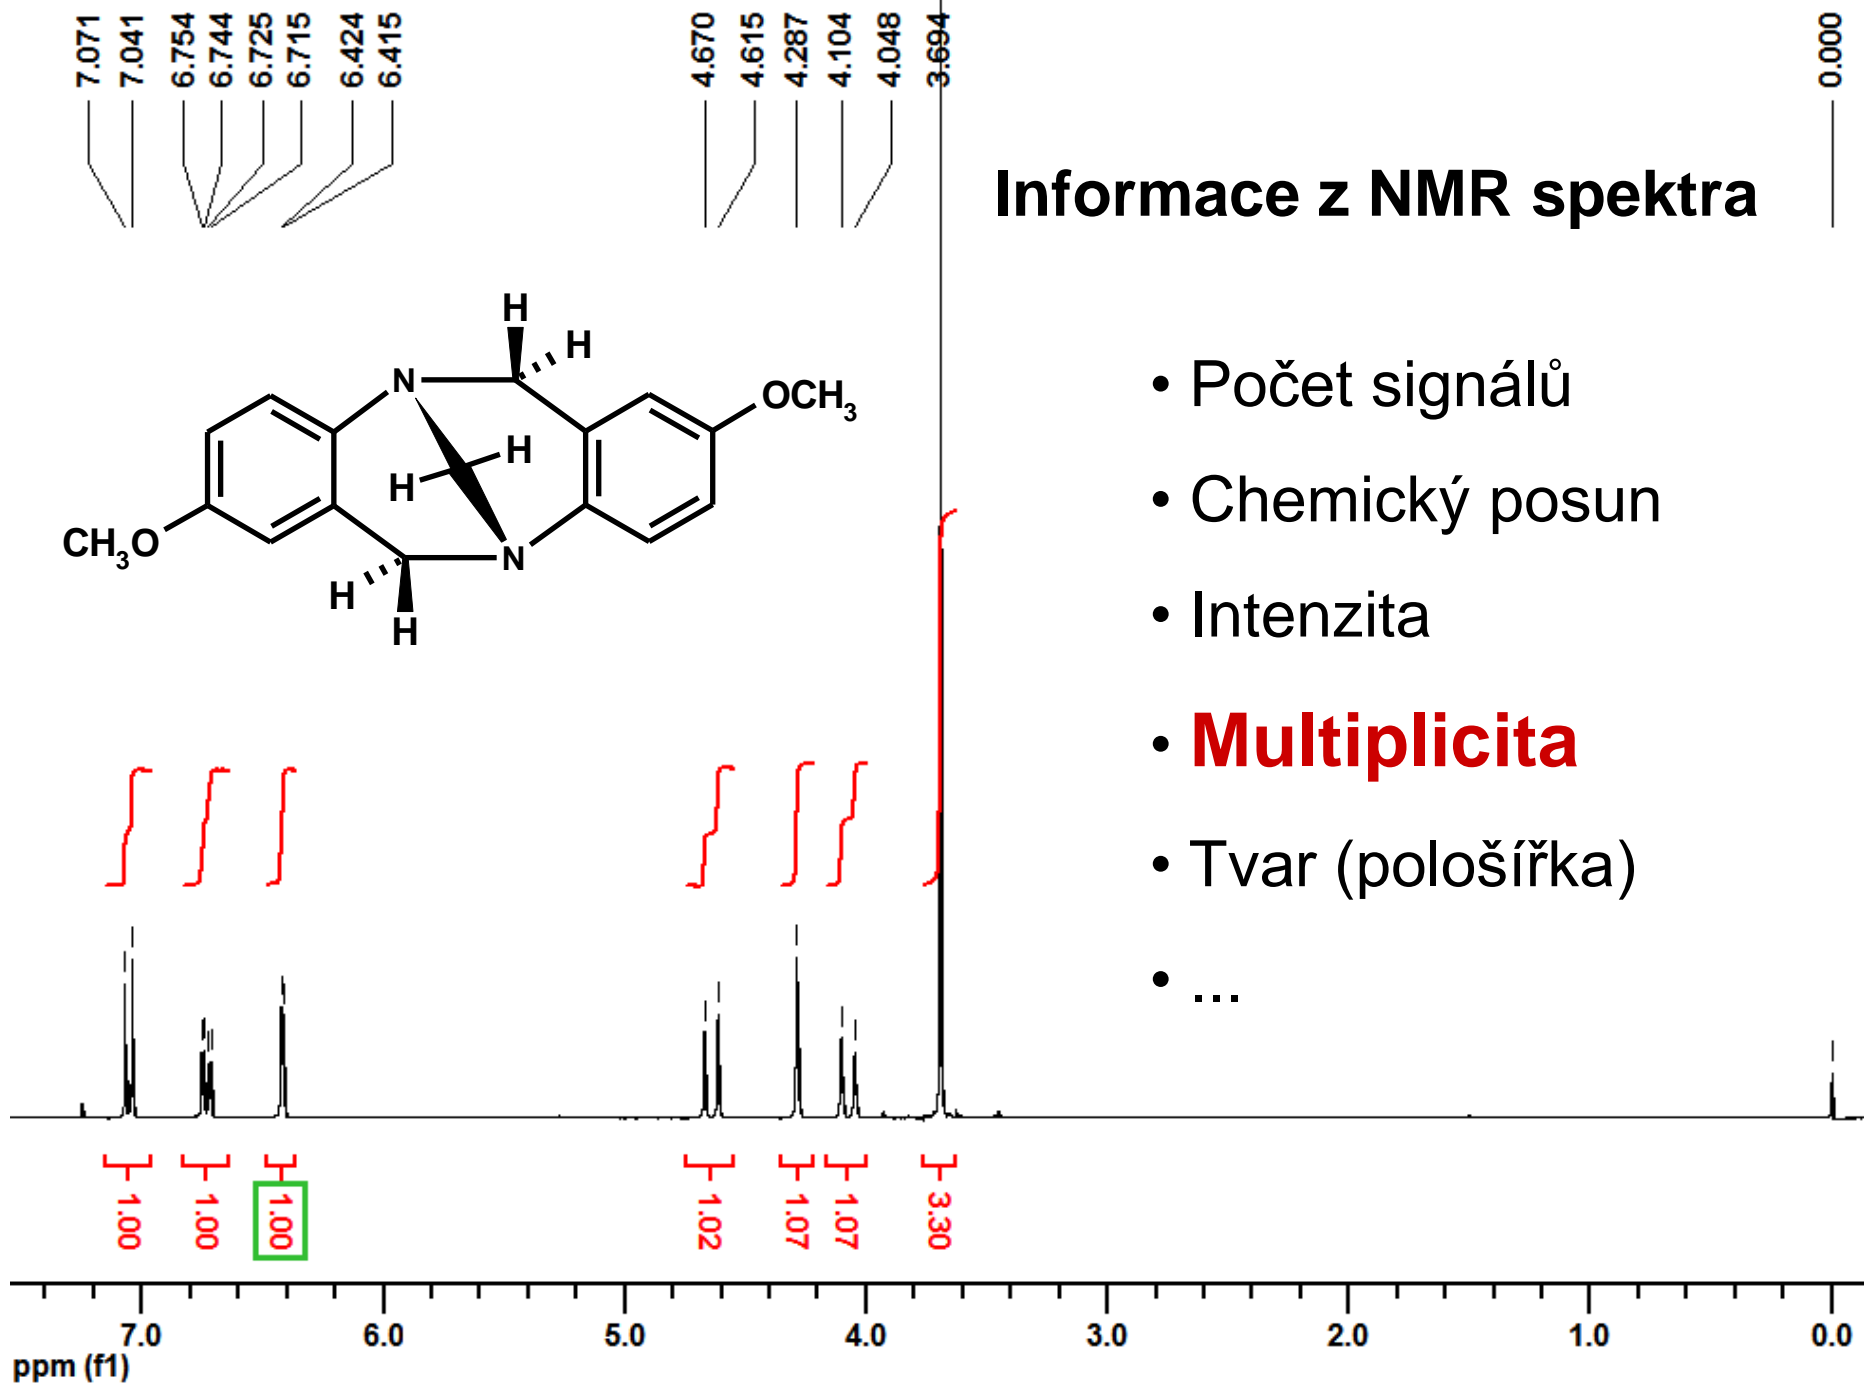 7.071
7.041
6.754
6.744
6.725
6.715
6.424
6.415
4.670
4.615
4.287
4.104
4.048
3.694
0.000
Informace z NMR spektra
H
H
N
OCH3
H
H
CH3O
N
H
H
• Počet signálů
• Chemický posun
• Intenzita
• Multiplicita
• Tvar (pološířka)
• ...
1.00
1.00
1.00
1.02
1.07
1.07
3.30
7.0
6.0
5.0
4.0
3.0
2.0
1.0
0.0
ppm (f1)